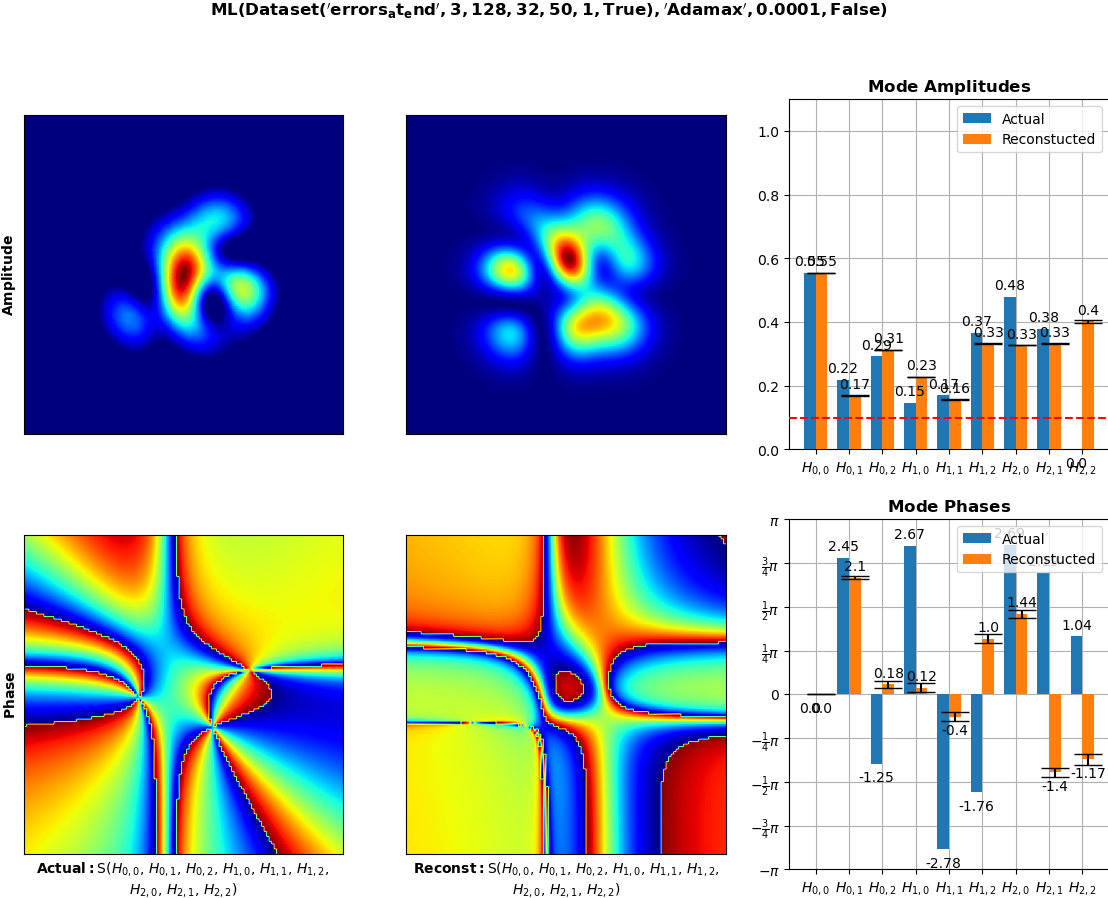 ML(Dataset('errors_at_end', 3, 128, 32, 50, 1, True), 'Adamax', 0.0001, False)
Amplitude
Mode Amplitudes
Actual
Reconstucted
1.0
0.8
0.6
0.4
0.2
0.0
0.55 0.55
0.22 0.17
0.29 0.31
0.15 0.23
0.17 0.16
0.37 0.33
0.48 0.33
0.38 0.33
0.0 0.4
H0,0 H0,1 H0,2 H1,0 H1,1 H1,2 H2,0 H2,1 H2,2
Phase
Actual:S(H0,0, H0,1, H0,2, H1,0, H1,1, H1,2,
H2,0, H2,1, H2,2)
Reconst:S(H0,0, H0,1, H0,2, H1,0, H1,1, H1,2,
H2,0, H2,1, H2,2)
Mode Phases
Actual
Reconstucted
π
3/4π
1/2π
1/4π
0
−1/4π
−1/2π
−3/4π
−π
0.0 0.0
2.45 2.1
-1.25 0.18
2.67 0.12
-2.78 -0.4
-1.76 1.0
2.69 1.44
-1.4
1.04 -1.17
H0,0 H0,1 H0,2 H1,0 H1,1 H1,2 H2,0 H2,1 H2,2